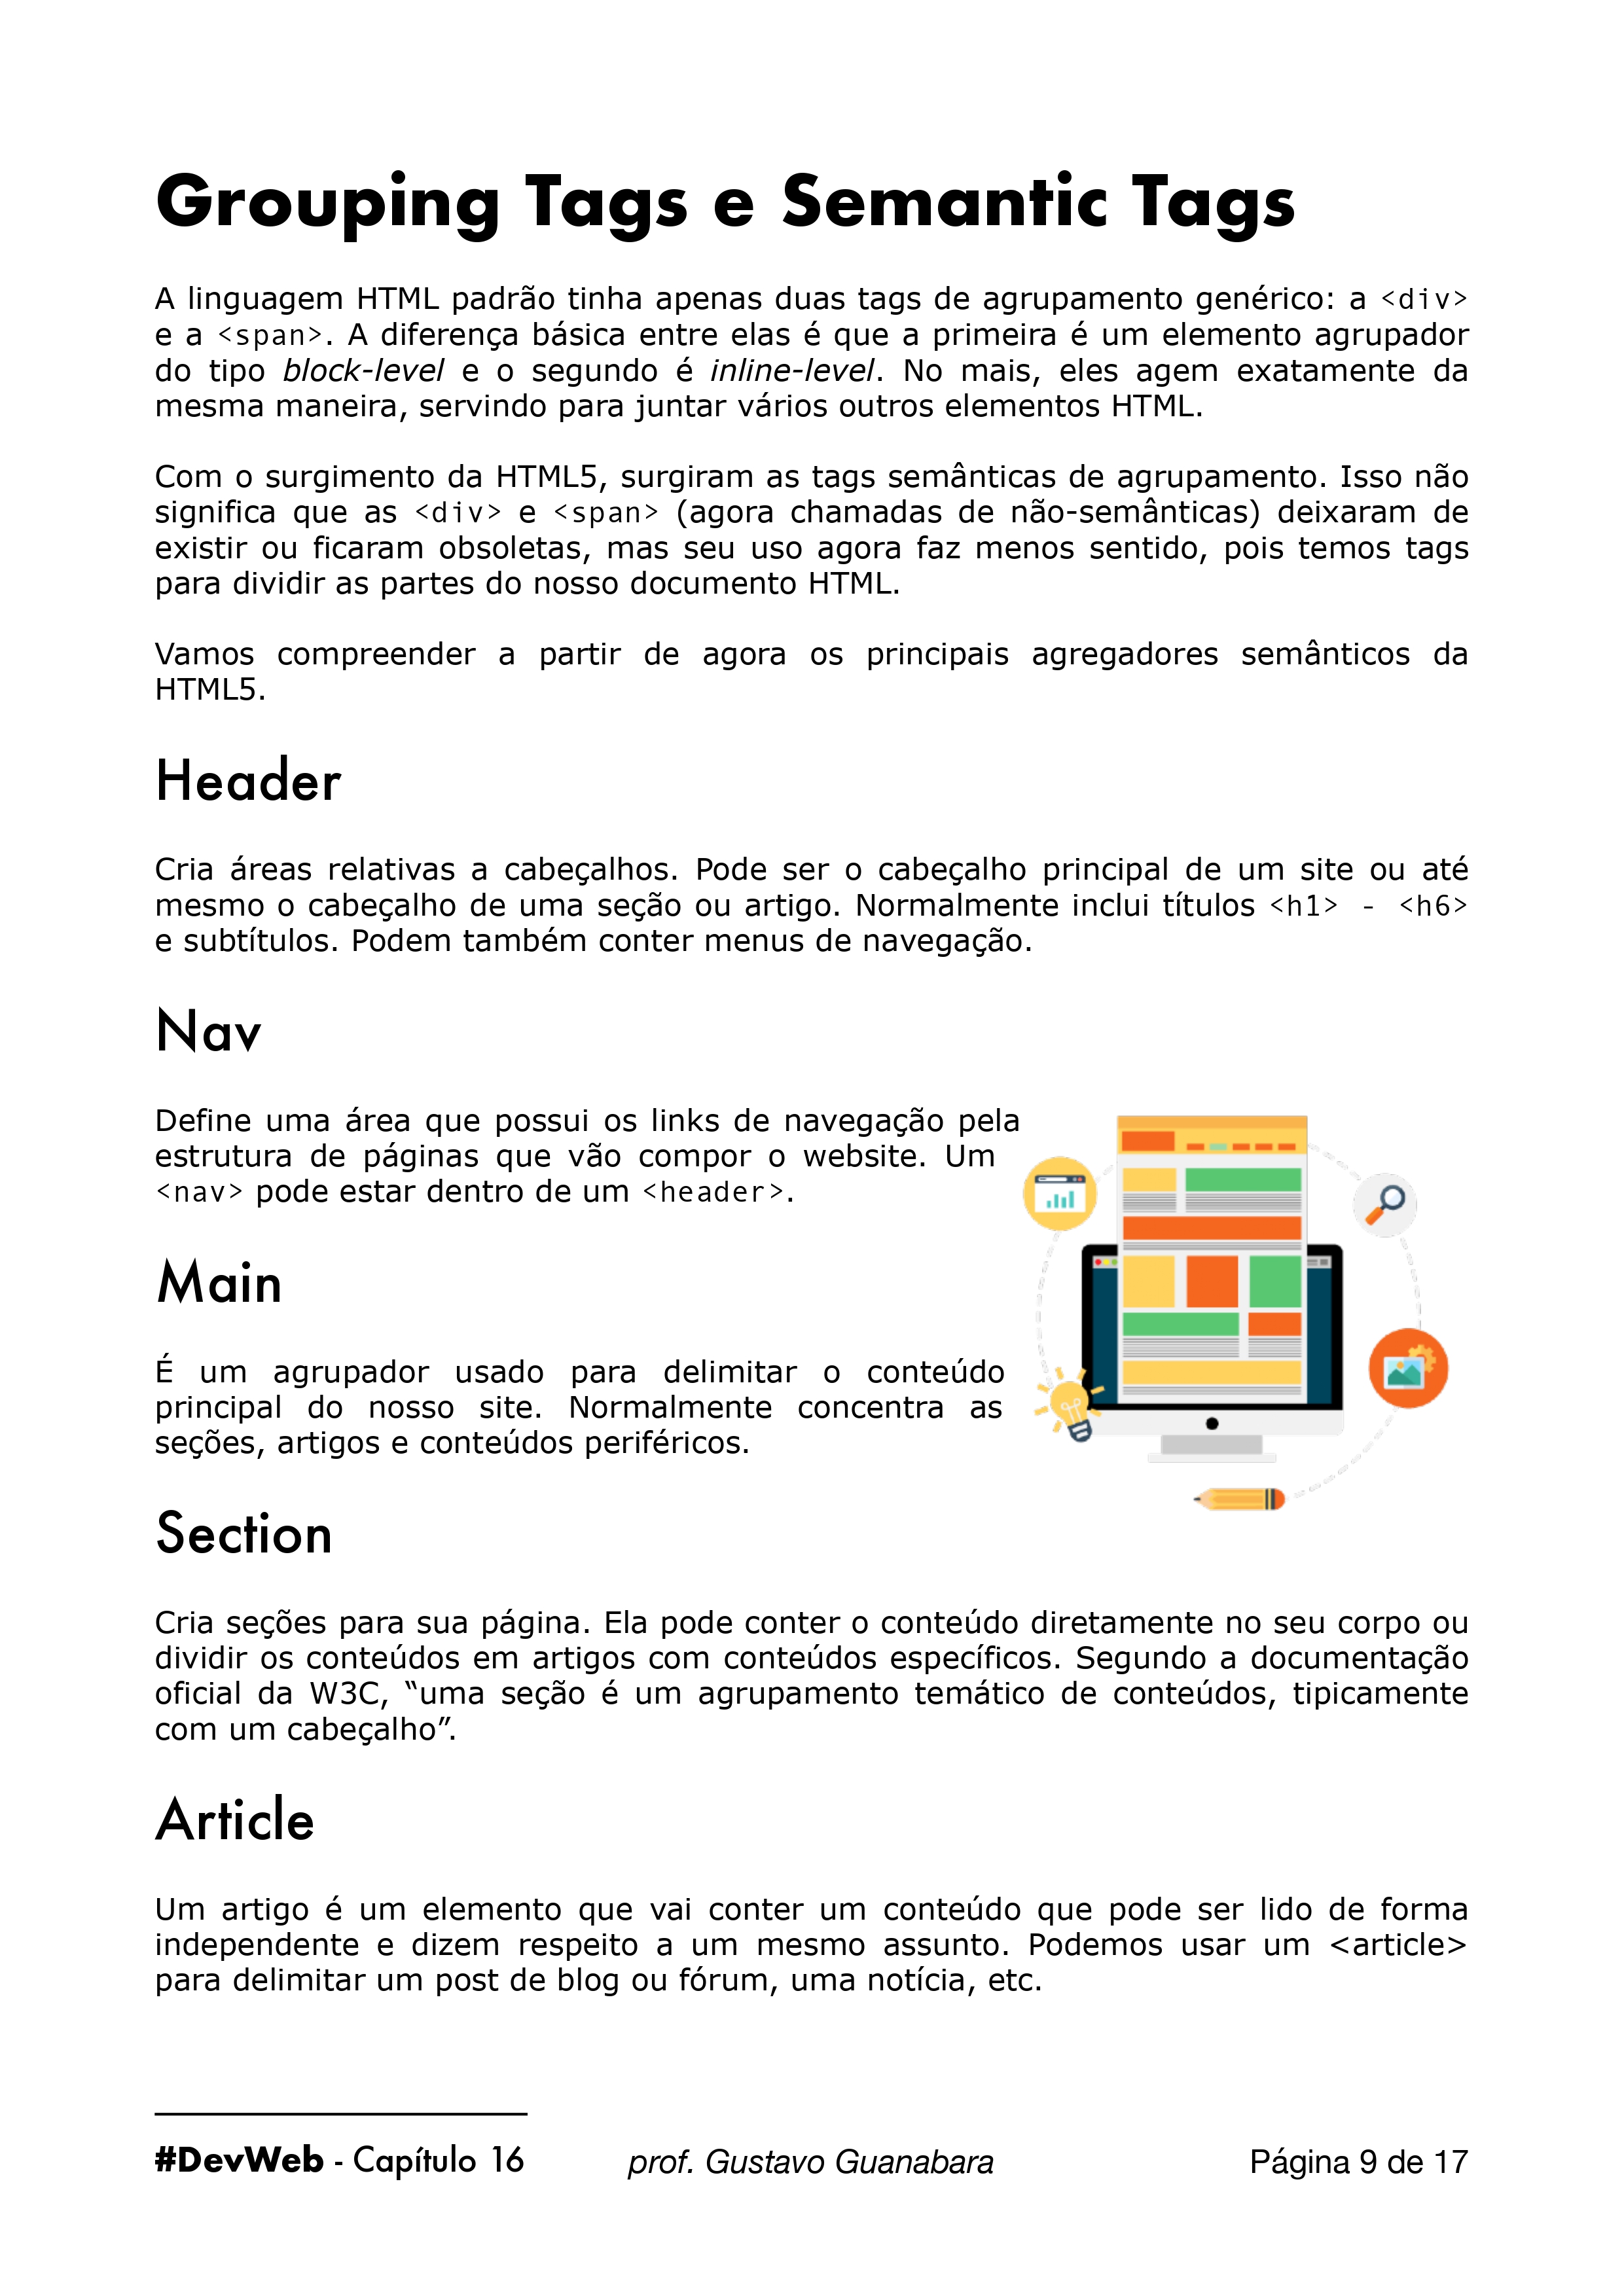 Grouping Tags e Semantic Tags
A linguagem HTML padrão tinha apenas duas tags de agrupamento genérico: a <div>
e a <span>. A diferença básica entre elas é que a primeira é um elemento agrupador
do tipo block-level e o segundo é inline-level. No mais, eles agem exatamente da
mesma maneira, servindo para juntar vários outros elementos HTML.
Com o surgimento da HTML5, surgiram as tags semânticas de agrupamento. Isso não
significa que as <div> e <span> (agora chamadas de não-semânticas) deixaram de
existir ou ficaram obsoletas, mas seu uso agora faz menos sentido, pois temos tags
para dividir as partes do nosso documento HTML.
Vamos compreender a partir de agora os principais agregadores semânticos da
HTML5.
Header
Cria áreas relativas a cabeçalhos. Pode ser o cabeçalho principal de um site ou até
mesmo o cabeçalho de uma seção ou artigo. Normalmente inclui títulos <h1> - <h6>
e subtítulos. Podem também conter menus de navegação.
Nav
Define uma área que possui os links de navegação pela
estrutura de páginas que vão compor o website. Um
<nav> pode estar dentro de um <header>.
Main
É um agrupador usado para delimitar o conteúdo
principal do nosso site. Normalmente concentra as
seções, artigos e conteúdos periféricos.
Section
Cria seções para sua página. Ela pode conter o conteúdo diretamente no seu corpo ou
dividir os conteúdos em artigos com conteúdos específicos. Segundo a documentação
oficial da W3C, “uma seção é um agrupamento temático de conteúdos, tipicamente
com um cabeçalho”.
Article
Um artigo é um elemento que vai conter um conteúdo que pode ser lido de forma
independente e dizem respeito a um mesmo assunto. Podemos usar um <article>
para delimitar um post de blog ou fórum, uma notícia, etc.
#DevWeb - Capítulo 16 prof. Gustavo Guanabara Página 9 de 17